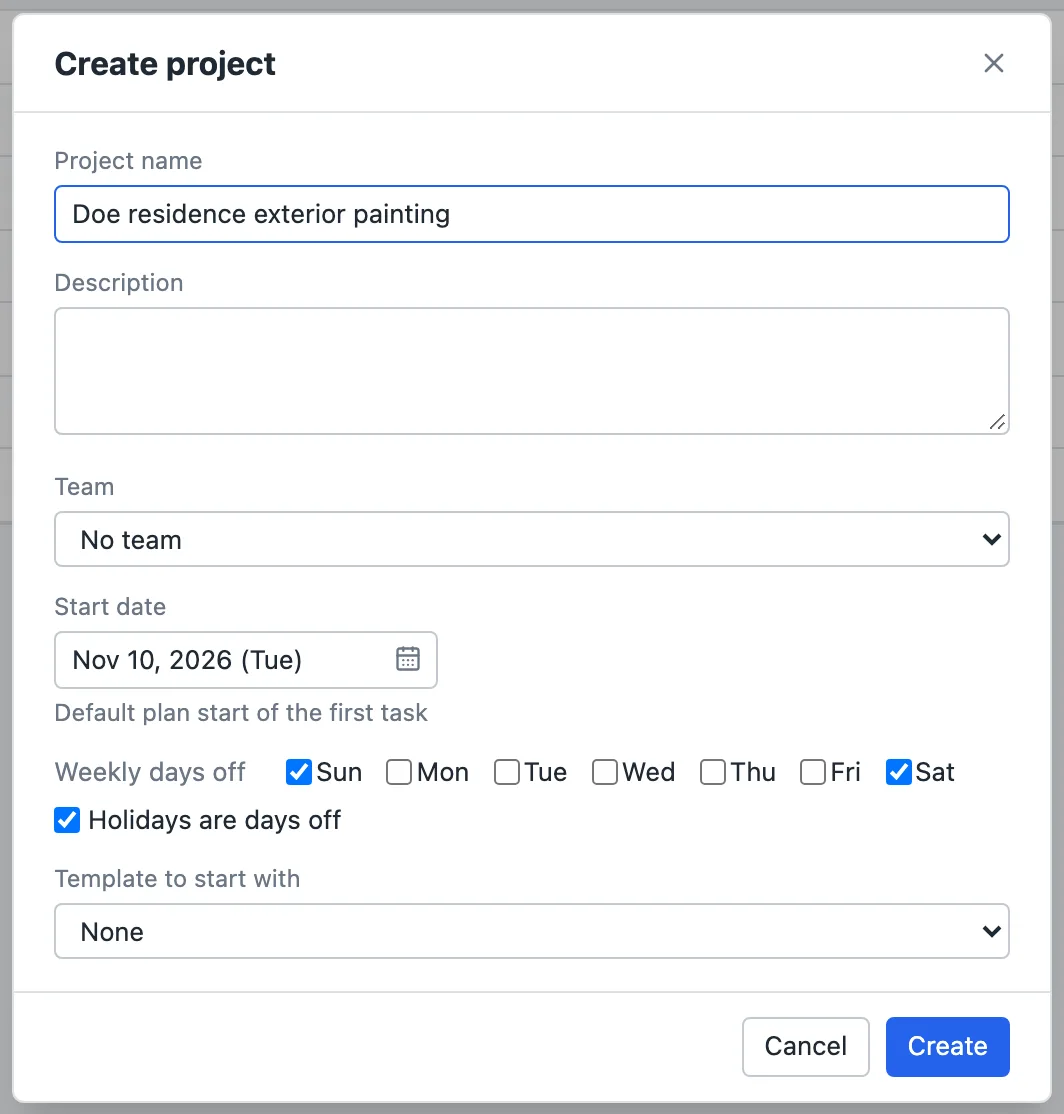 Create project
Project name
Doe residence exterior painting
Description
Team
No team
Start date
Nov 10, 2026 (Tue)
Default plan start of the first task
Weekly days off Sun Mon Tue Wed Thu Fri Sat
Holidays are days off
Template to start with
None
Cancel Create